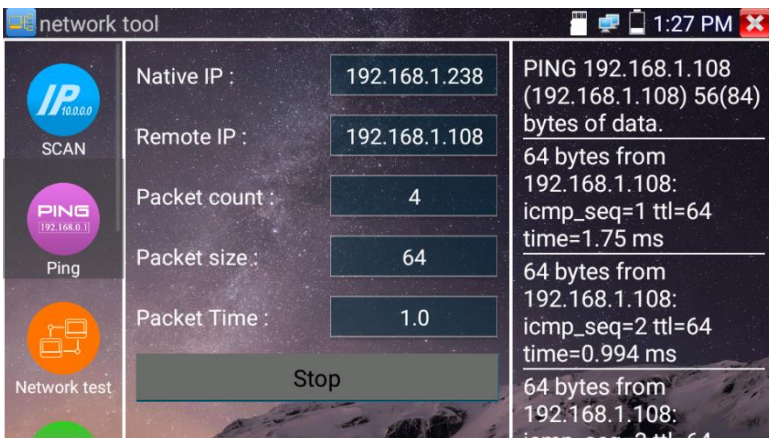 network tool
1:27 PM
IP
10.0.0.0
SCAN
PING
192.168.0.1
Ping
Network test
Native IP :
192.168.1.238
Remote IP :
192.168.1.108
Packet count :
4
Packet size :
64
Packet Time :
1.0
Stop
PING 192.168.1.108
(192.168.1.108) 56(84)
bytes of data.
64 bytes from
192.168.1.108:
icmp_seq=1 ttl=64
time=1.75 ms
64 bytes from
192.168.1.108:
icmp_seq=2 ttl=64
time=0.994 ms
64 bytes from
192.168.1.108: